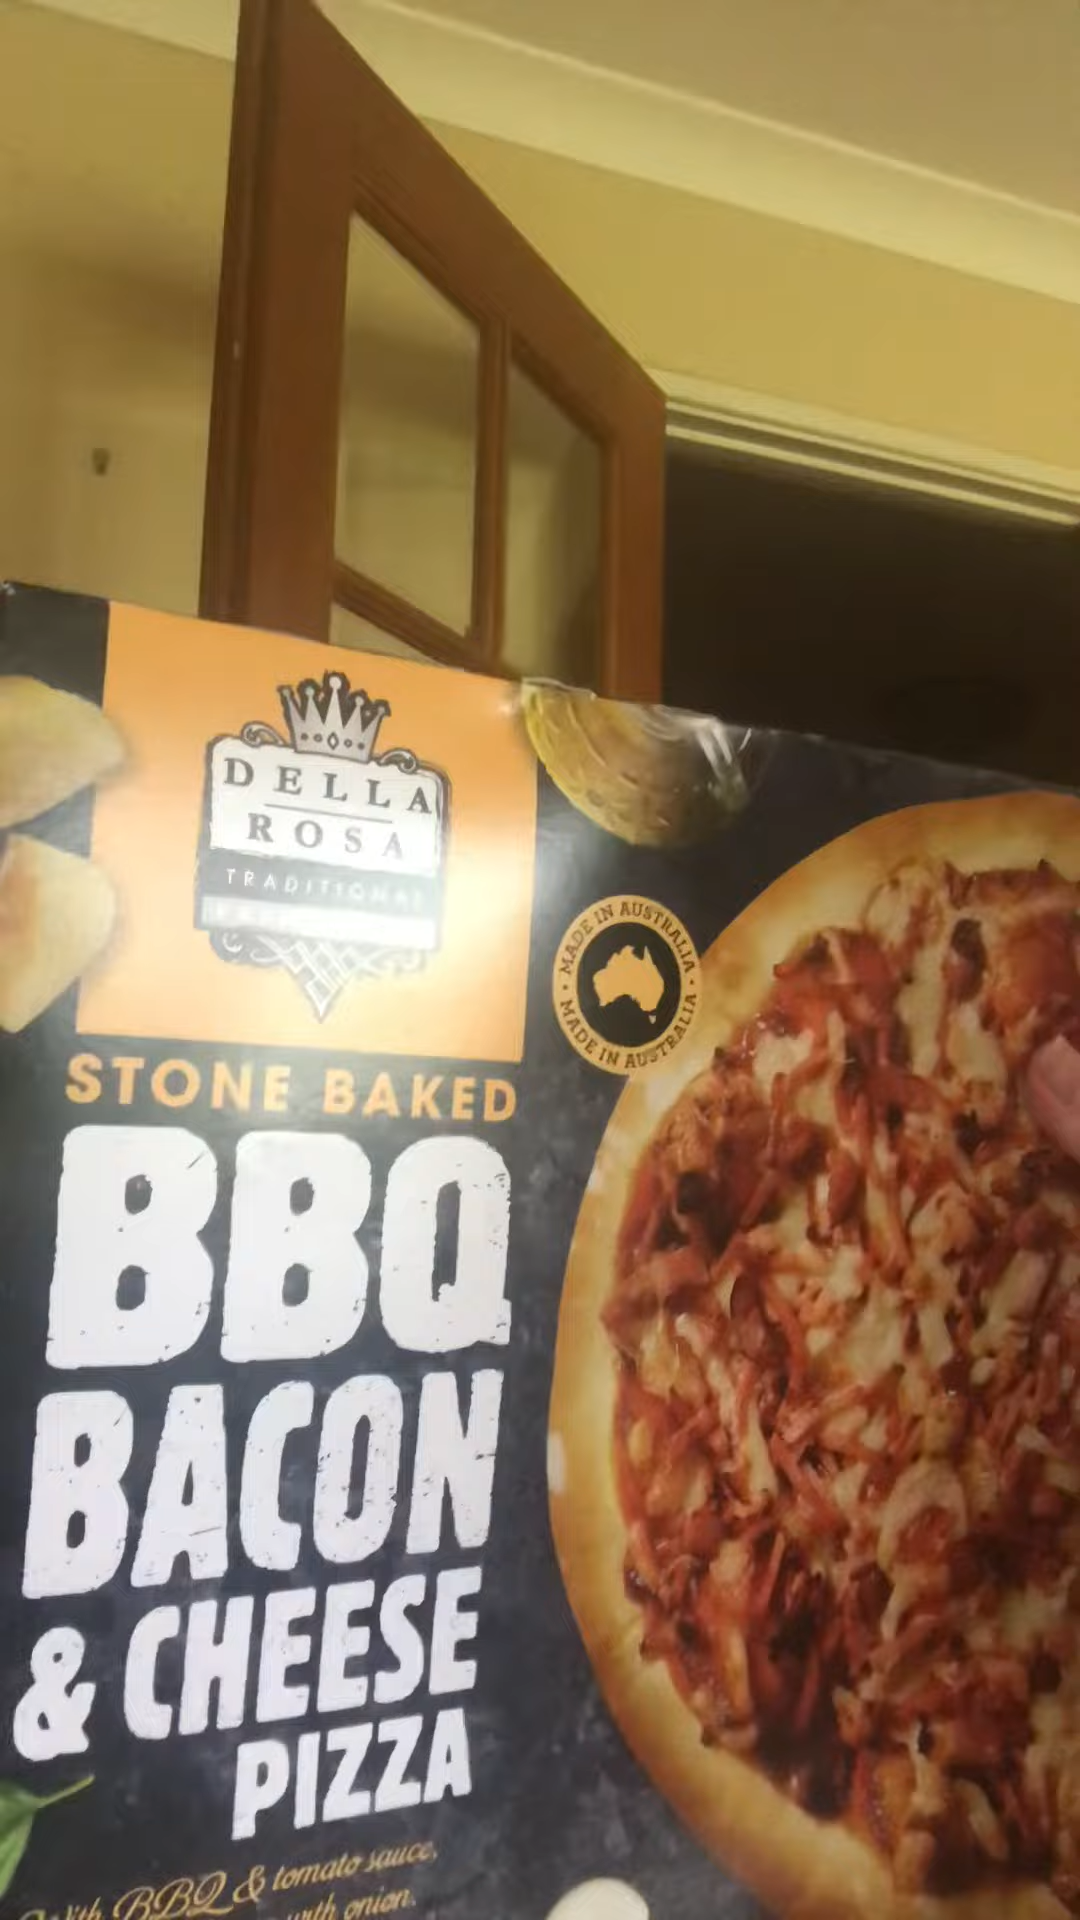 DELLA
ROSA
TRADITIONAL
MADE IN AUSTRALIA · MADE IN AUSTRALIA ·
STONE BAKED
BBQ
BACON
& CHEESE
PIZZA
With BBQ & tomato sauce,
with onion.